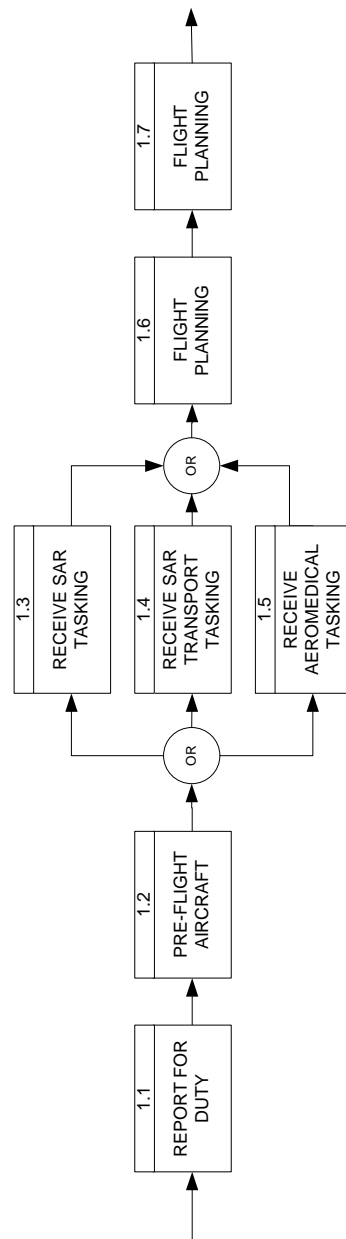 1.1
REPORT FOR
DUTY
1.2
PRE-FLIGHT
AIRCRAFT
OR
1.3
RECEIVE SAR
TASKING
1.4
RECEIVE SAR
TRANSPORT
TASKING
1.5
RECEIVE
AEROMEDICAL
TASKING
OR
1.6
FLIGHT
PLANNING
1.7
FLIGHT
PLANNING